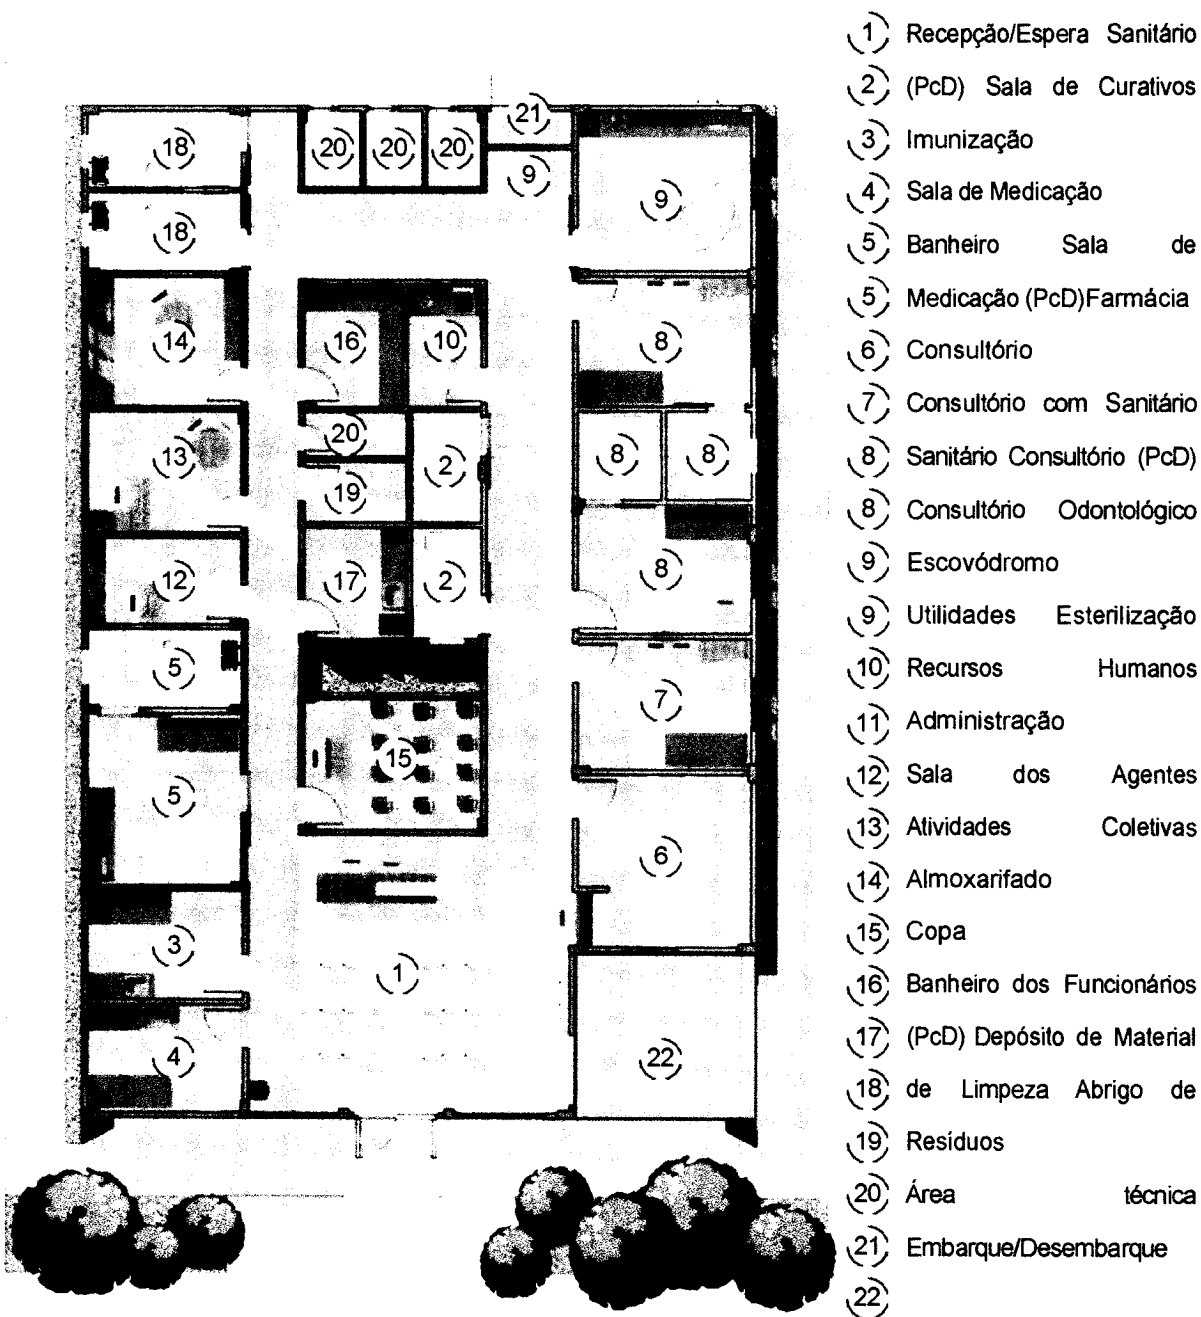 21
18
20 20 20
9
9
18
14
16
10
8
13
20
2
8
8
19
12
17
2
8
5
7
15
5
6
3
1
4
22
1 Recepção/Espera Sanitário
2 (PcD) Sala de Curativos
3 Imunização
4 Sala de Medicação
5 Banheiro Sala de
5 Medicação (PcD)Farmácia
6 Consultório
7 Consultório com Sanitário
8 Sanitário Consultório (PcD)
8 Consultório Odontológico
9 Escovódromo
9 Utilidades Esterilização
10 Recursos Humanos
11 Administração
12 Sala dos Agentes
13 Atividades Coletivas
14 Almoxarifado
15 Copa
16 Banheiro dos Funcionários
17 (PcD) Depósito de Material
18 de Limpeza Abrigo de
19 Resíduos
20 Área técnica
21 Embarque/Desembarque
22